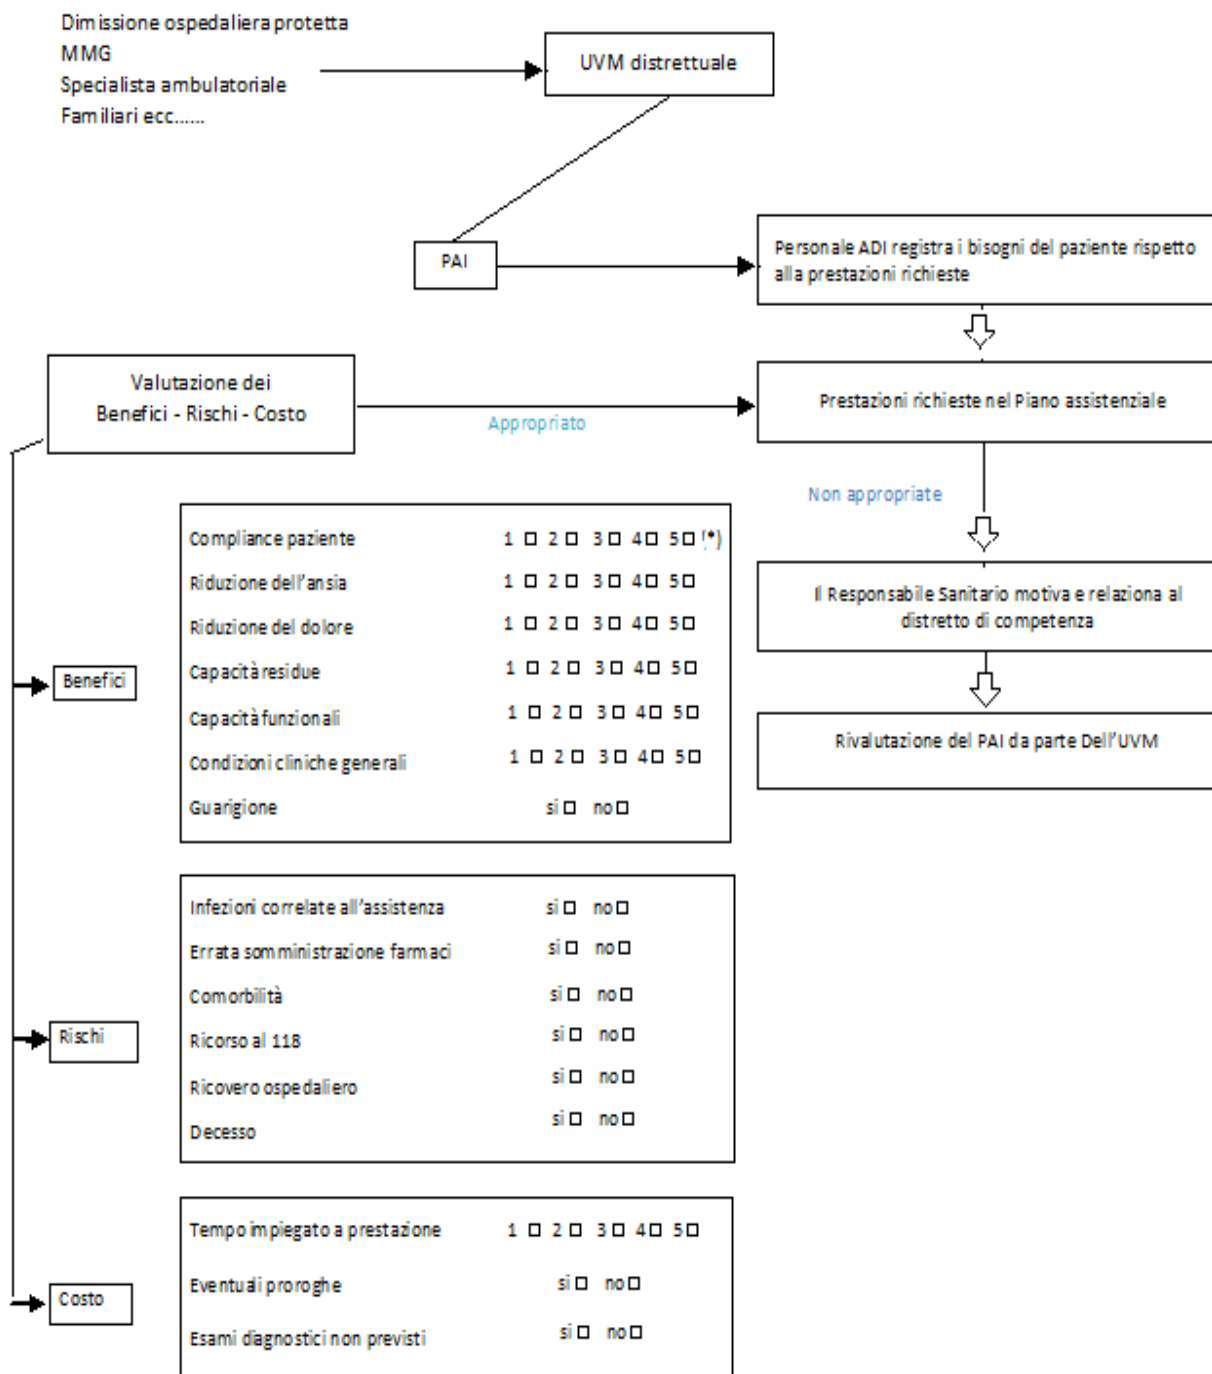 Dimissione ospedaliera protetta
MMG
Specialista ambulatoriale
Familiari ecc......
UVM distrettuale
PAI
Personale ADI registra i bisogni del paziente rispetto
alla prestazioni richieste
Valutazione dei
Benefici - Rischi - Costo
Appropriato
Prestazioni richieste nel Piano assistenziale
Non appropriate
Il Responsabile Sanitario motiva e relaziona al
distretto di competenza
Rivalutazione del PAI da parte Dell'UVM
Benefici
Compliance paziente 1 □ 2 □ 3 □ 4 □ 5 □ (*)
Riduzione dell'ansia 1 □ 2 □ 3 □ 4 □ 5 □
Riduzione del dolore 1 □ 2 □ 3 □ 4 □ 5 □
Capacità residue 1 □ 2 □ 3 □ 4 □ 5 □
Capacità funzionali 1 □ 2 □ 3 □ 4 □ 5 □
Condizioni cliniche generali 1 □ 2 □ 3 □ 4 □ 5 □
Guarigione si □ no □
Rischi
Infezioni correlate all'assistenza si □ no □
Errata somministrazione farmaci si □ no □
Comorbilità si □ no □
Ricorso al 118 si □ no □
Ricovero ospedaliero si □ no □
Decesso si □ no □
Costo
Tempo impiegato a prestazione 1 □ 2 □ 3 □ 4 □ 5 □
Eventuali proroghe si □ no □
Esami diagnostici non previsti si □ no □